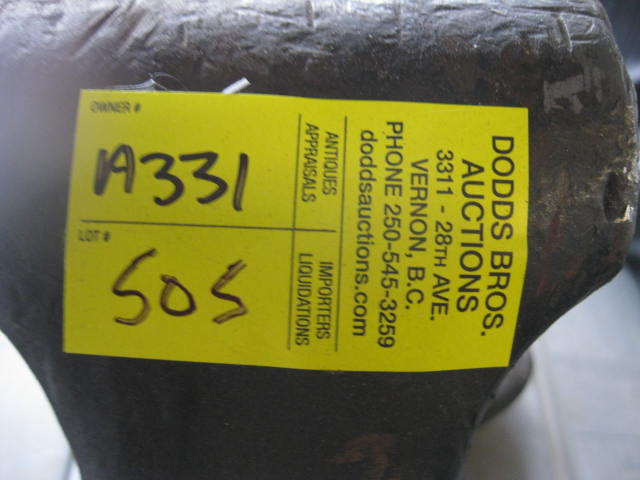 OWNER #
A331
LOT #
505
ANTIQUES
APPRAISALS
IMPORTERS
LIQUIDATIONS
DODDS BROS.
AUCTIONS
3311 - 28TH AVE.
VERNON, B.C.
PHONE 250-545-3259
doddsauctions.com